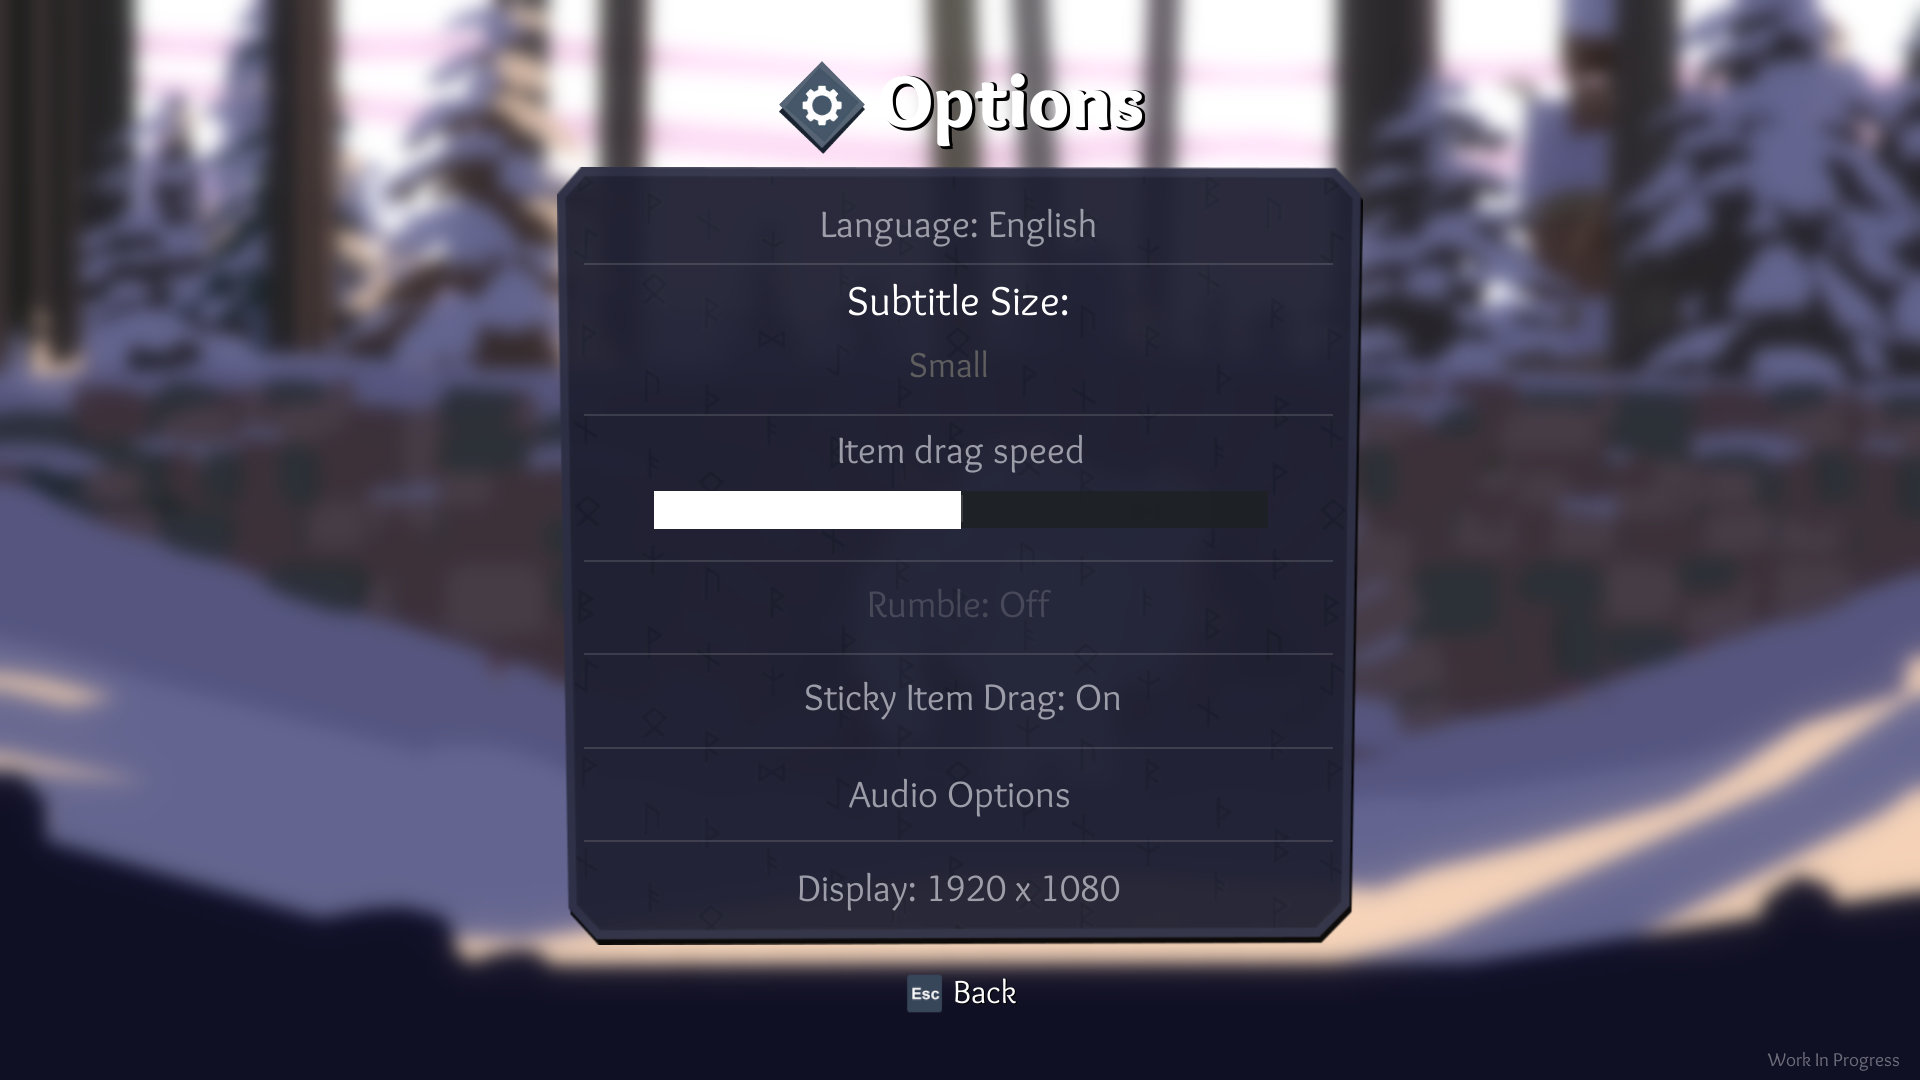 Options
Language: English
Subtitle Size:
Small
Item drag speed
Rumble: Off
Sticky Item Drag: On
Audio Options
Display: 1920 x 1080
Esc Back
Work In Progress